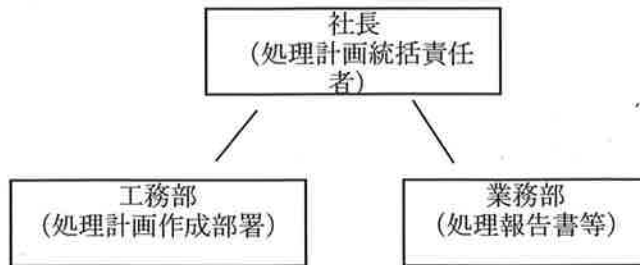 社長
（処理計画統括責任
者）
工務部
（処理計画作成部署）
業務部
（処理報告書等）